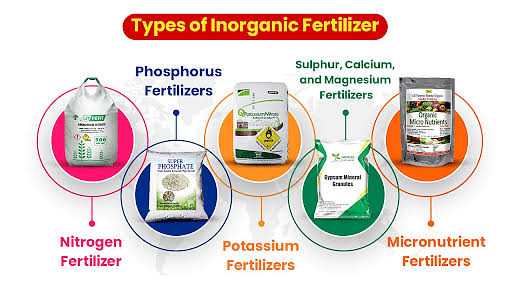 Types of Inorganic Fertilizer
Phosphorus
Fertilizers
Sulphur, Calcium,
and Magnesium
Fertilizers
FERT
SUPER
PHOSPHATE
Potassium Nitrate
Gypsum Mineral
Granules
Organic
Micro Nutrients
Nitrogen
Fertilizer
Potassium
Fertilizers
Micronutrient
Fertilizers